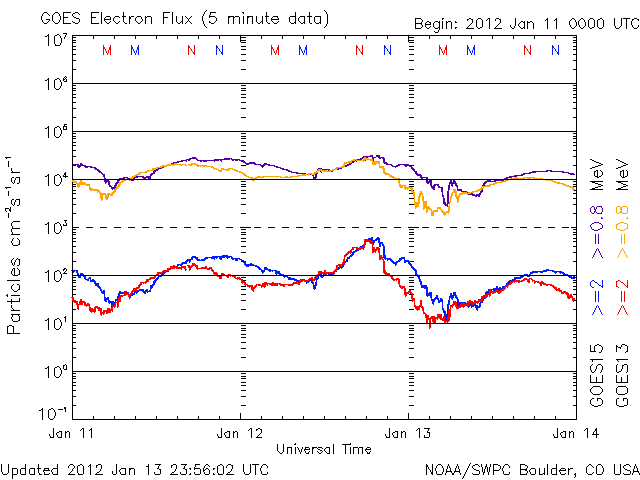 GOES Electron Flux (5 minute data)
Begin: 2012 Jan 11 0000 UTC
10⁷
M M N N M M N N M M N N
10⁶
10⁵
10⁴
10³
10²
10¹
10⁰
10⁻¹
Particles cm⁻²s⁻¹sr⁻¹
Jan 11 Jan 12 Jan 13 Jan 14
Universal Time
GOES15 >=2 >=0.8 MeV
GOES13 >=2 >=0.8 MeV
Updated 2012 Jan 13 23:56:02 UTC
NOAA/SWPC Boulder, CO USA